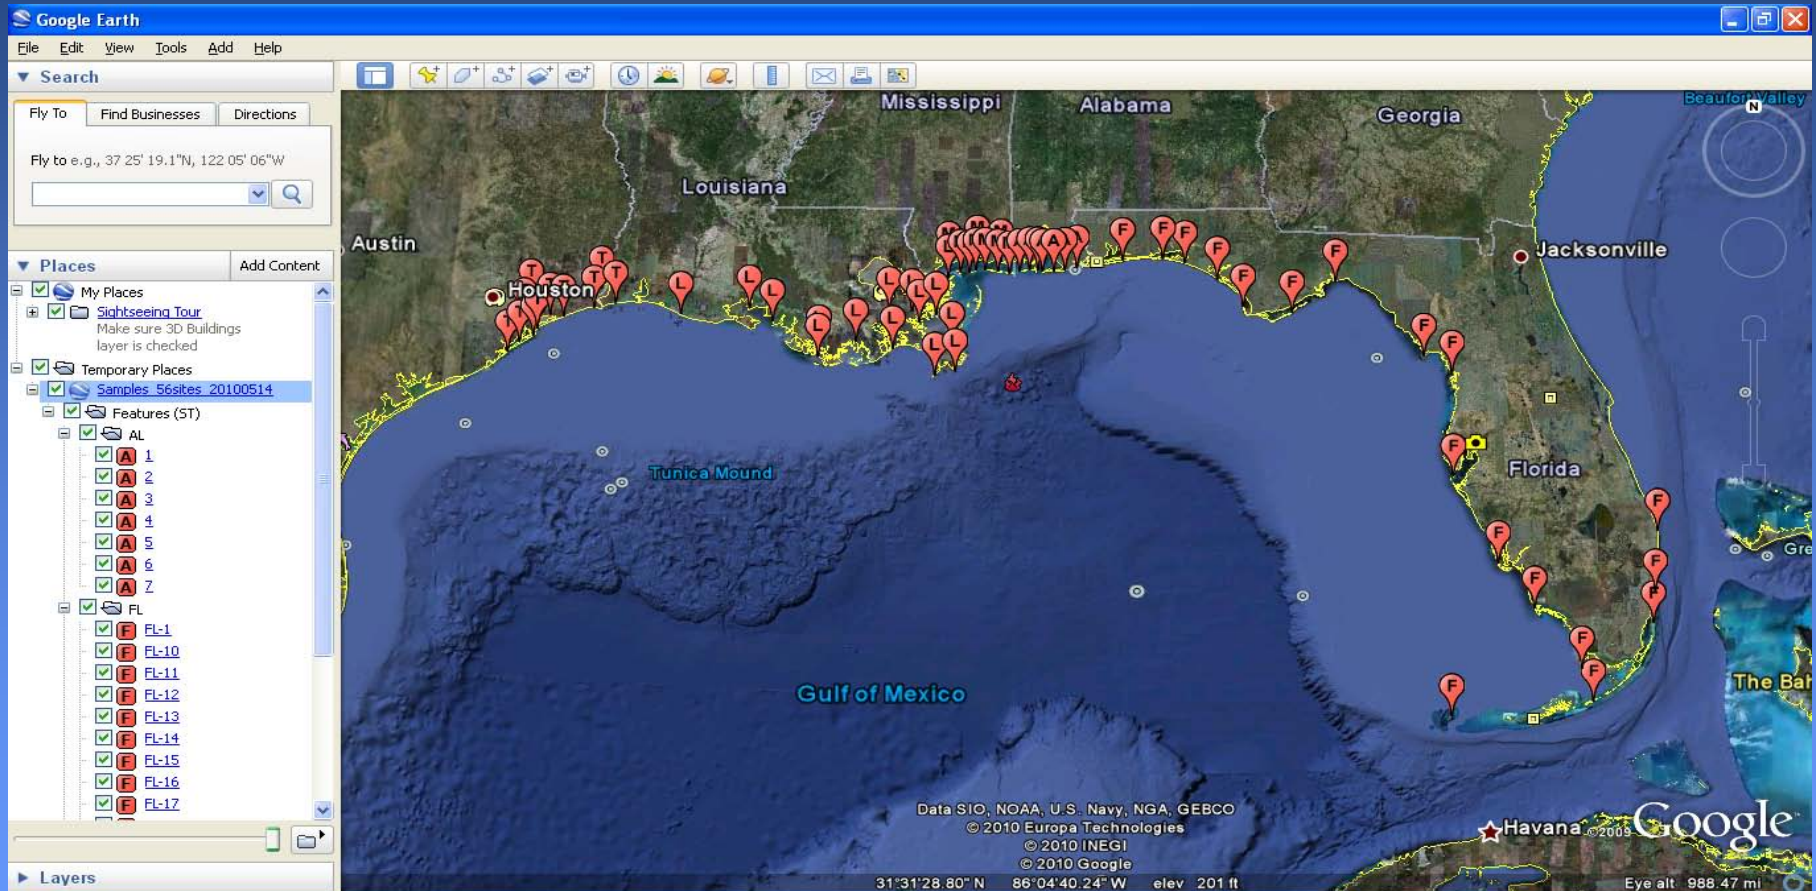 Google Earth
File Edit View Tools Add Help
Search
Fly To Find Businesses Directions
Fly to e.g., 37 25' 19.1"N, 122 05' 06"W
Places Add Content
My Places
Sightseeing Tour
Make sure 3D Buildings
layer is checked
Temporary Places
Samples_56sites_20100514
Features (ST)
AL
A 1
A 2
A 3
A 4
A 5
A 6
A 7
FL
F FL-1
F FL-10
F FL-11
F FL-12
F FL-13
F FL-14
F FL-15
F FL-16
F FL-17
Layers
Mississippi Alabama Georgia Beaufort Valley
N
Louisiana
Austin
Houston
Jacksonville
Tunica Mound
Florida
Gre
Gulf of Mexico
The Bah
Havana
Data SIO, NOAA, U.S. Navy, NGA, GEBCO
© 2010 Europa Technologies
© 2010 INEGI
© 2010 Google
©2009 Google
31°31'28.80" N 86°04'40.24" W elev 201 ft
Eye alt 988.47 mi